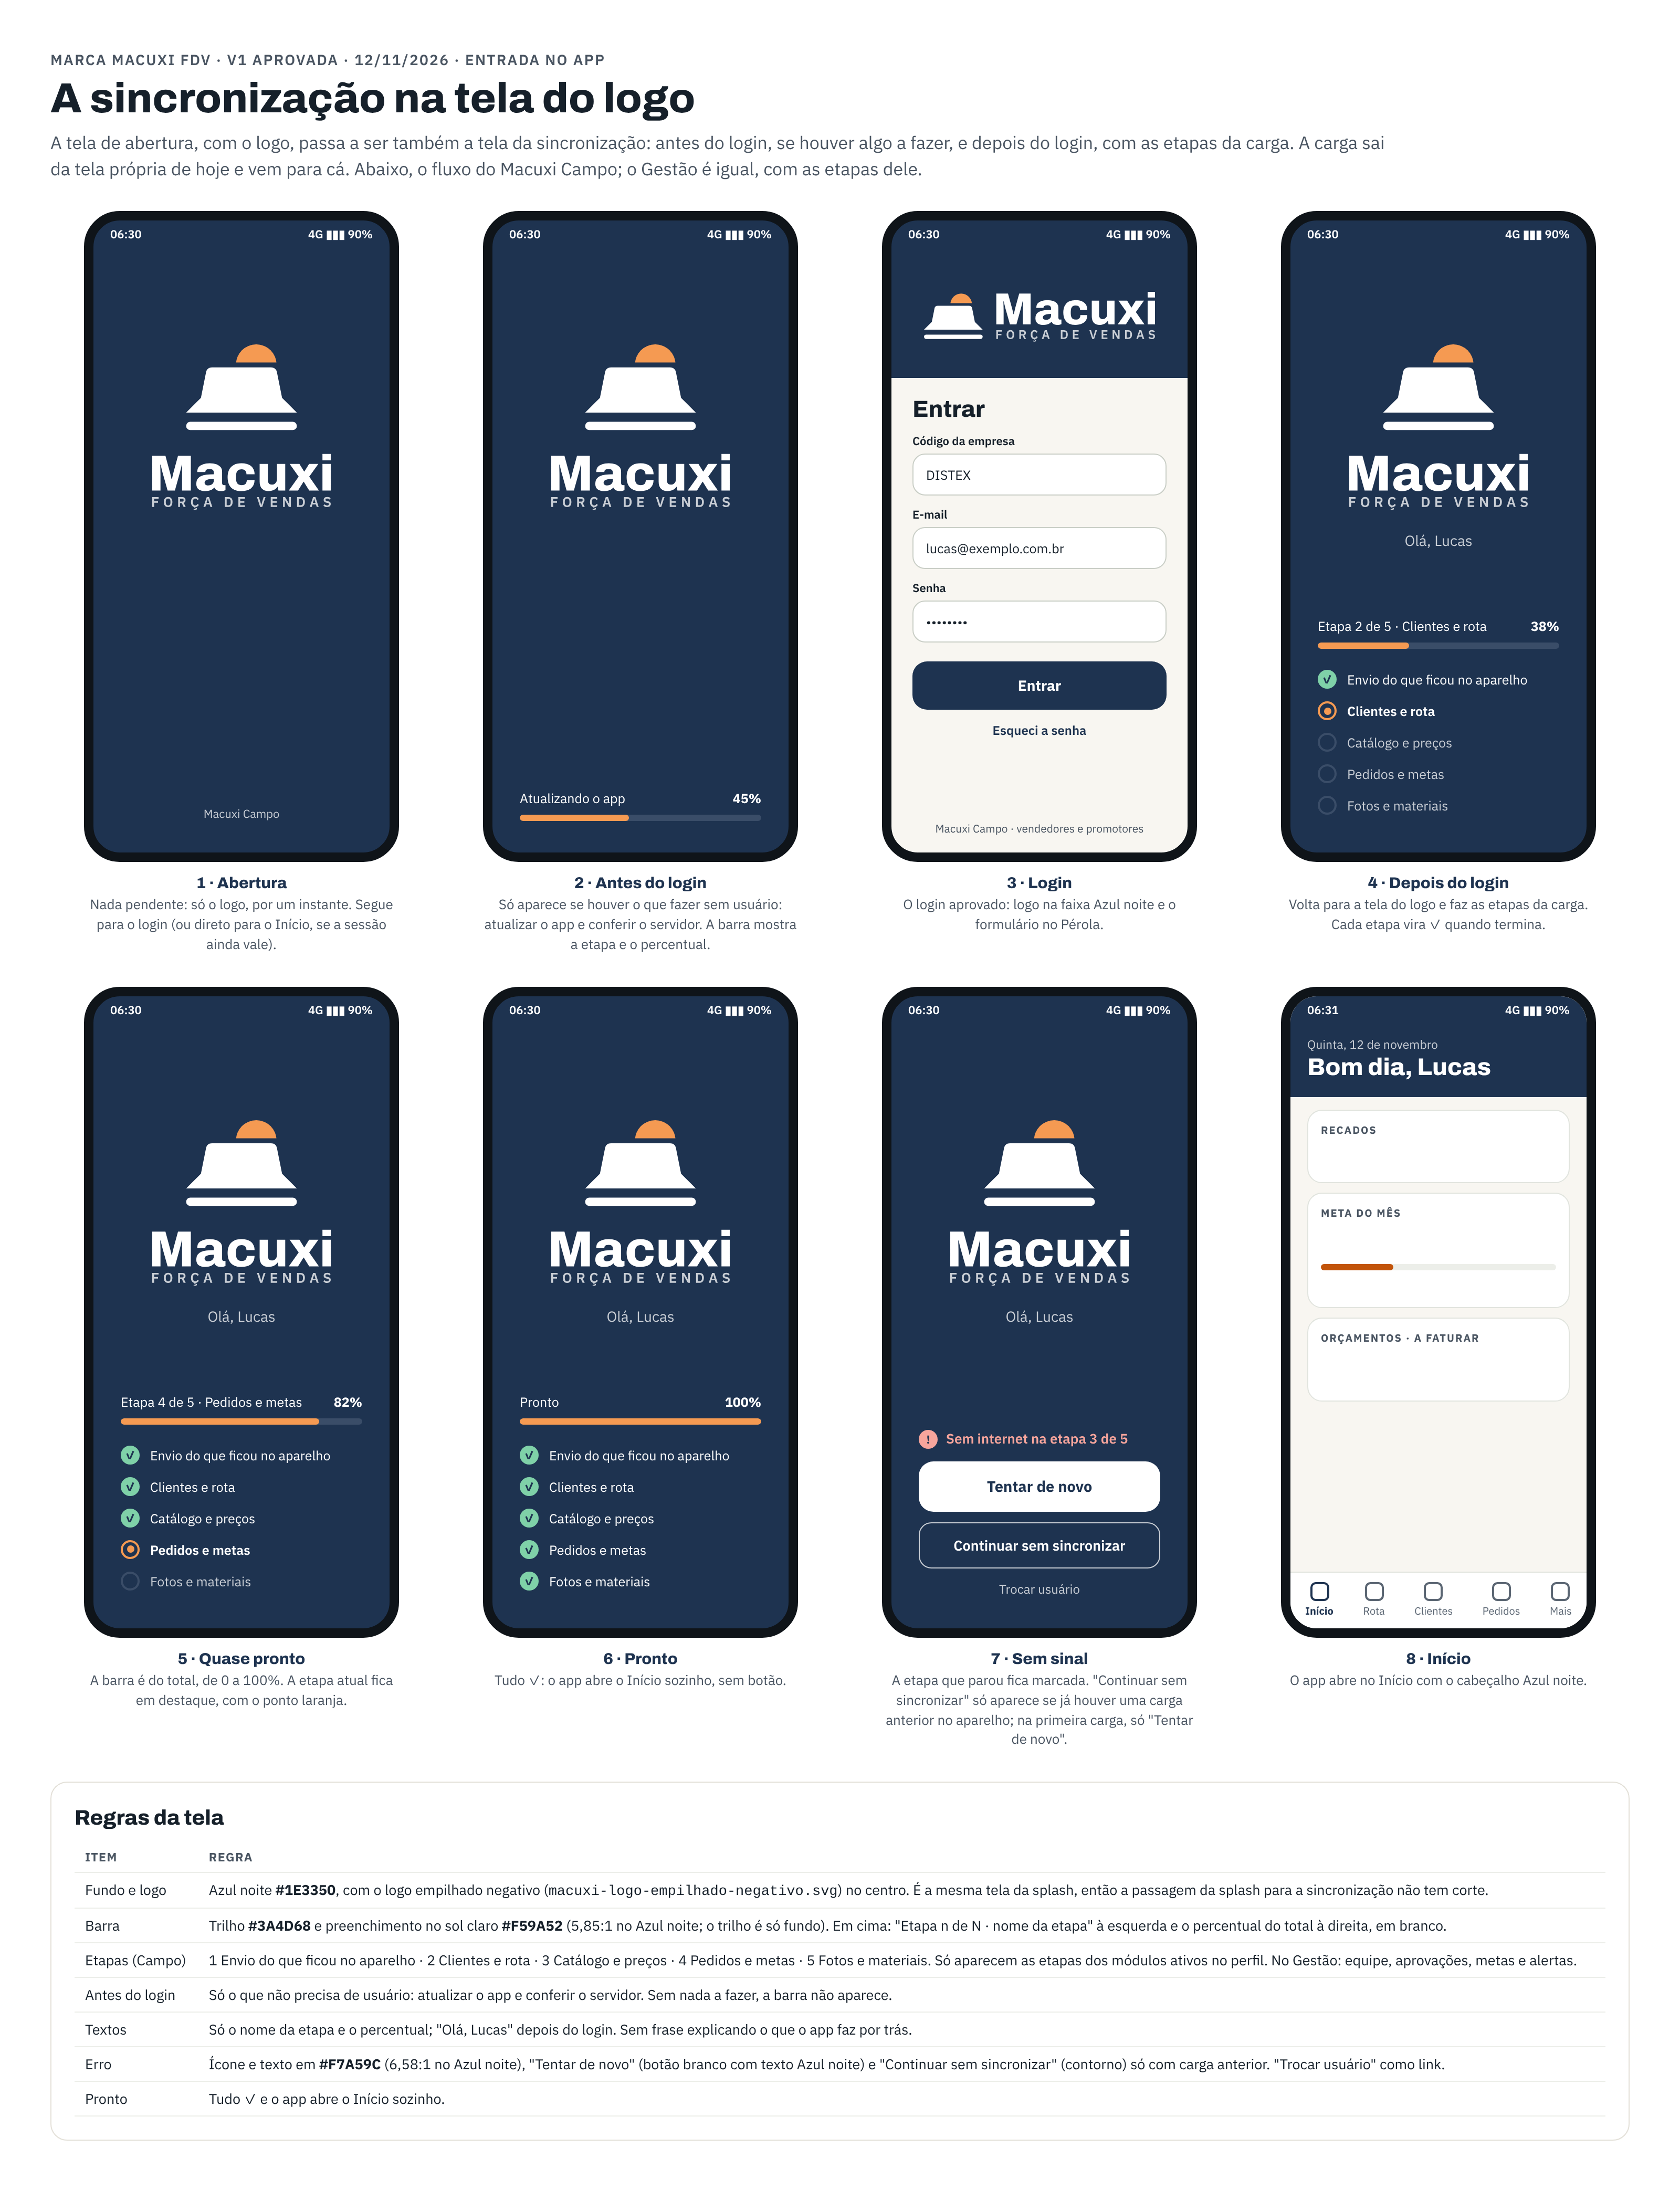 MARCA MACUXI FDV · V1 APROVADA · 12/11/2026 · ENTRADA NO APP
A sincronização na tela do logo
A tela de abertura, com o logo, passa a ser também a tela da sincronização: antes do login, se houver algo a fazer, e depois do login, com as etapas da carga. A carga sai
da tela própria de hoje e vem para cá. Abaixo, o fluxo do Macuxi Campo; o Gestão é igual, com as etapas dele.
06:30 4G 90%
Macuxi
FORÇA DE VENDAS
Macuxi Campo
1 · Abertura
Nada pendente: só o logo, por um instante. Segue
para o login (ou direto para o Início, se a sessão
ainda vale).
06:30 4G 90%
Macuxi
FORÇA DE VENDAS
Atualizando o app 45%
2 · Antes do login
Só aparece se houver o que fazer sem usuário:
atualizar o app e conferir o servidor. A barra mostra
a etapa e o percentual.
06:30 4G 90%
Macuxi
FORÇA DE VENDAS
Entrar
Código da empresa
DISTEX
E-mail
lucas@exemplo.com.br
Senha
••••••••
Entrar
Esqueci a senha
Macuxi Campo · vendedores e promotores
3 · Login
O login aprovado: logo na faixa Azul noite e o
formulário no Pérola.
06:30 4G 90%
Macuxi
FORÇA DE VENDAS
Olá, Lucas
Etapa 2 de 5 · Clientes e rota 38%
✓ Envio do que ficou no aparelho
Clientes e rota
Catálogo e preços
Pedidos e metas
Fotos e materiais
4 · Depois do login
Volta para a tela do logo e faz as etapas da carga.
Cada etapa vira ✓ quando termina.
06:30 4G 90%
Macuxi
FORÇA DE VENDAS
Olá, Lucas
Etapa 4 de 5 · Pedidos e metas 82%
✓ Envio do que ficou no aparelho
✓ Clientes e rota
✓ Catálogo e preços
Pedidos e metas
Fotos e materiais
5 · Quase pronto
A barra é do total, de 0 a 100%. A etapa atual fica
em destaque, com o ponto laranja.
06:30 4G 90%
Macuxi
FORÇA DE VENDAS
Olá, Lucas
Pronto 100%
✓ Envio do que ficou no aparelho
✓ Clientes e rota
✓ Catálogo e preços
✓ Pedidos e metas
✓ Fotos e materiais
6 · Pronto
Tudo ✓: o app abre o Início sozinho, sem botão.
06:30 4G 90%
Macuxi
FORÇA DE VENDAS
Olá, Lucas
! Sem internet na etapa 3 de 5
Tentar de novo
Continuar sem sincronizar
Trocar usuário
7 · Sem sinal
A etapa que parou fica marcada. "Continuar sem
sincronizar" só aparece se já houver uma carga
anterior no aparelho; na primeira carga, só "Tentar
de novo".
06:31 4G 90%
Quinta, 12 de novembro
Bom dia, Lucas
RECADOS
META DO MÊS
ORÇAMENTOS · A FATURAR
Início Rota Clientes Pedidos Mais
8 · Início
O app abre no Início com o cabeçalho Azul noite.
Regras da tela
ITEM REGRA
Fundo e logo Azul noite #1E3350, com o logo empilhado negativo (macuxi-logo-empilhado-negativo.svg) no centro. É a mesma tela da splash, então a passagem da splash para a sincronização não tem corte.
Barra Trilho #3A4D68 e preenchimento no sol claro #F59A52 (5,85:1 no Azul noite; o trilho é só fundo). Em cima: "Etapa n de N · nome da etapa" à esquerda e o percentual do total à direita, em branco.
Etapas (Campo) 1 Envio do que ficou no aparelho · 2 Clientes e rota · 3 Catálogo e preços · 4 Pedidos e metas · 5 Fotos e materiais. Só aparecem as etapas dos módulos ativos no perfil. No Gestão: equipe, aprovações, metas e alertas.
Antes do login Só o que não precisa de usuário: atualizar o app e conferir o servidor. Sem nada a fazer, a barra não aparece.
Textos Só o nome da etapa e o percentual; "Olá, Lucas" depois do login. Sem frase explicando o que o app faz por trás.
Erro Ícone e texto em #F7A59C (6,58:1 no Azul noite), "Tentar de novo" (botão branco com texto Azul noite) e "Continuar sem sincronizar" (contorno) só com carga anterior. "Trocar usuário" como link.
Pronto Tudo ✓ e o app abre o Início sozinho.